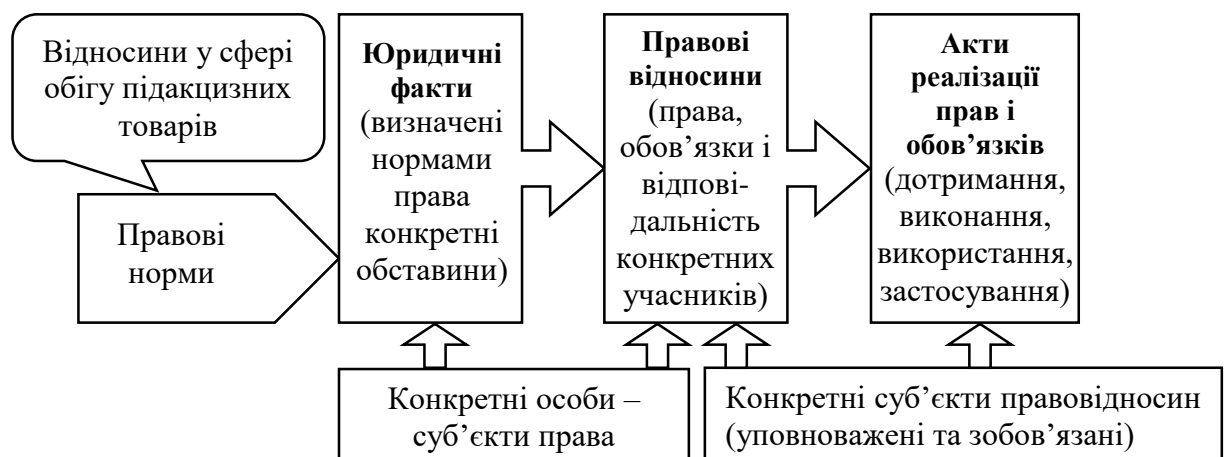 Відносини у сфері
обігу підакцизних
товарів
Правові
норми
Юридичні
факти
(визначені
нормами
права
конкретні
обставини)
Правові
відносини
(права,
обов’язки і
відпові-
дальність
конкретних
учасників)
Акти
реалізації
прав і
обов’язків
(дотримання,
виконання,
використання,
застосування)
Конкретні особи –
суб’єкти права
Конкретні суб’єкти правовідносин
(уповноважені та зобов’язані)